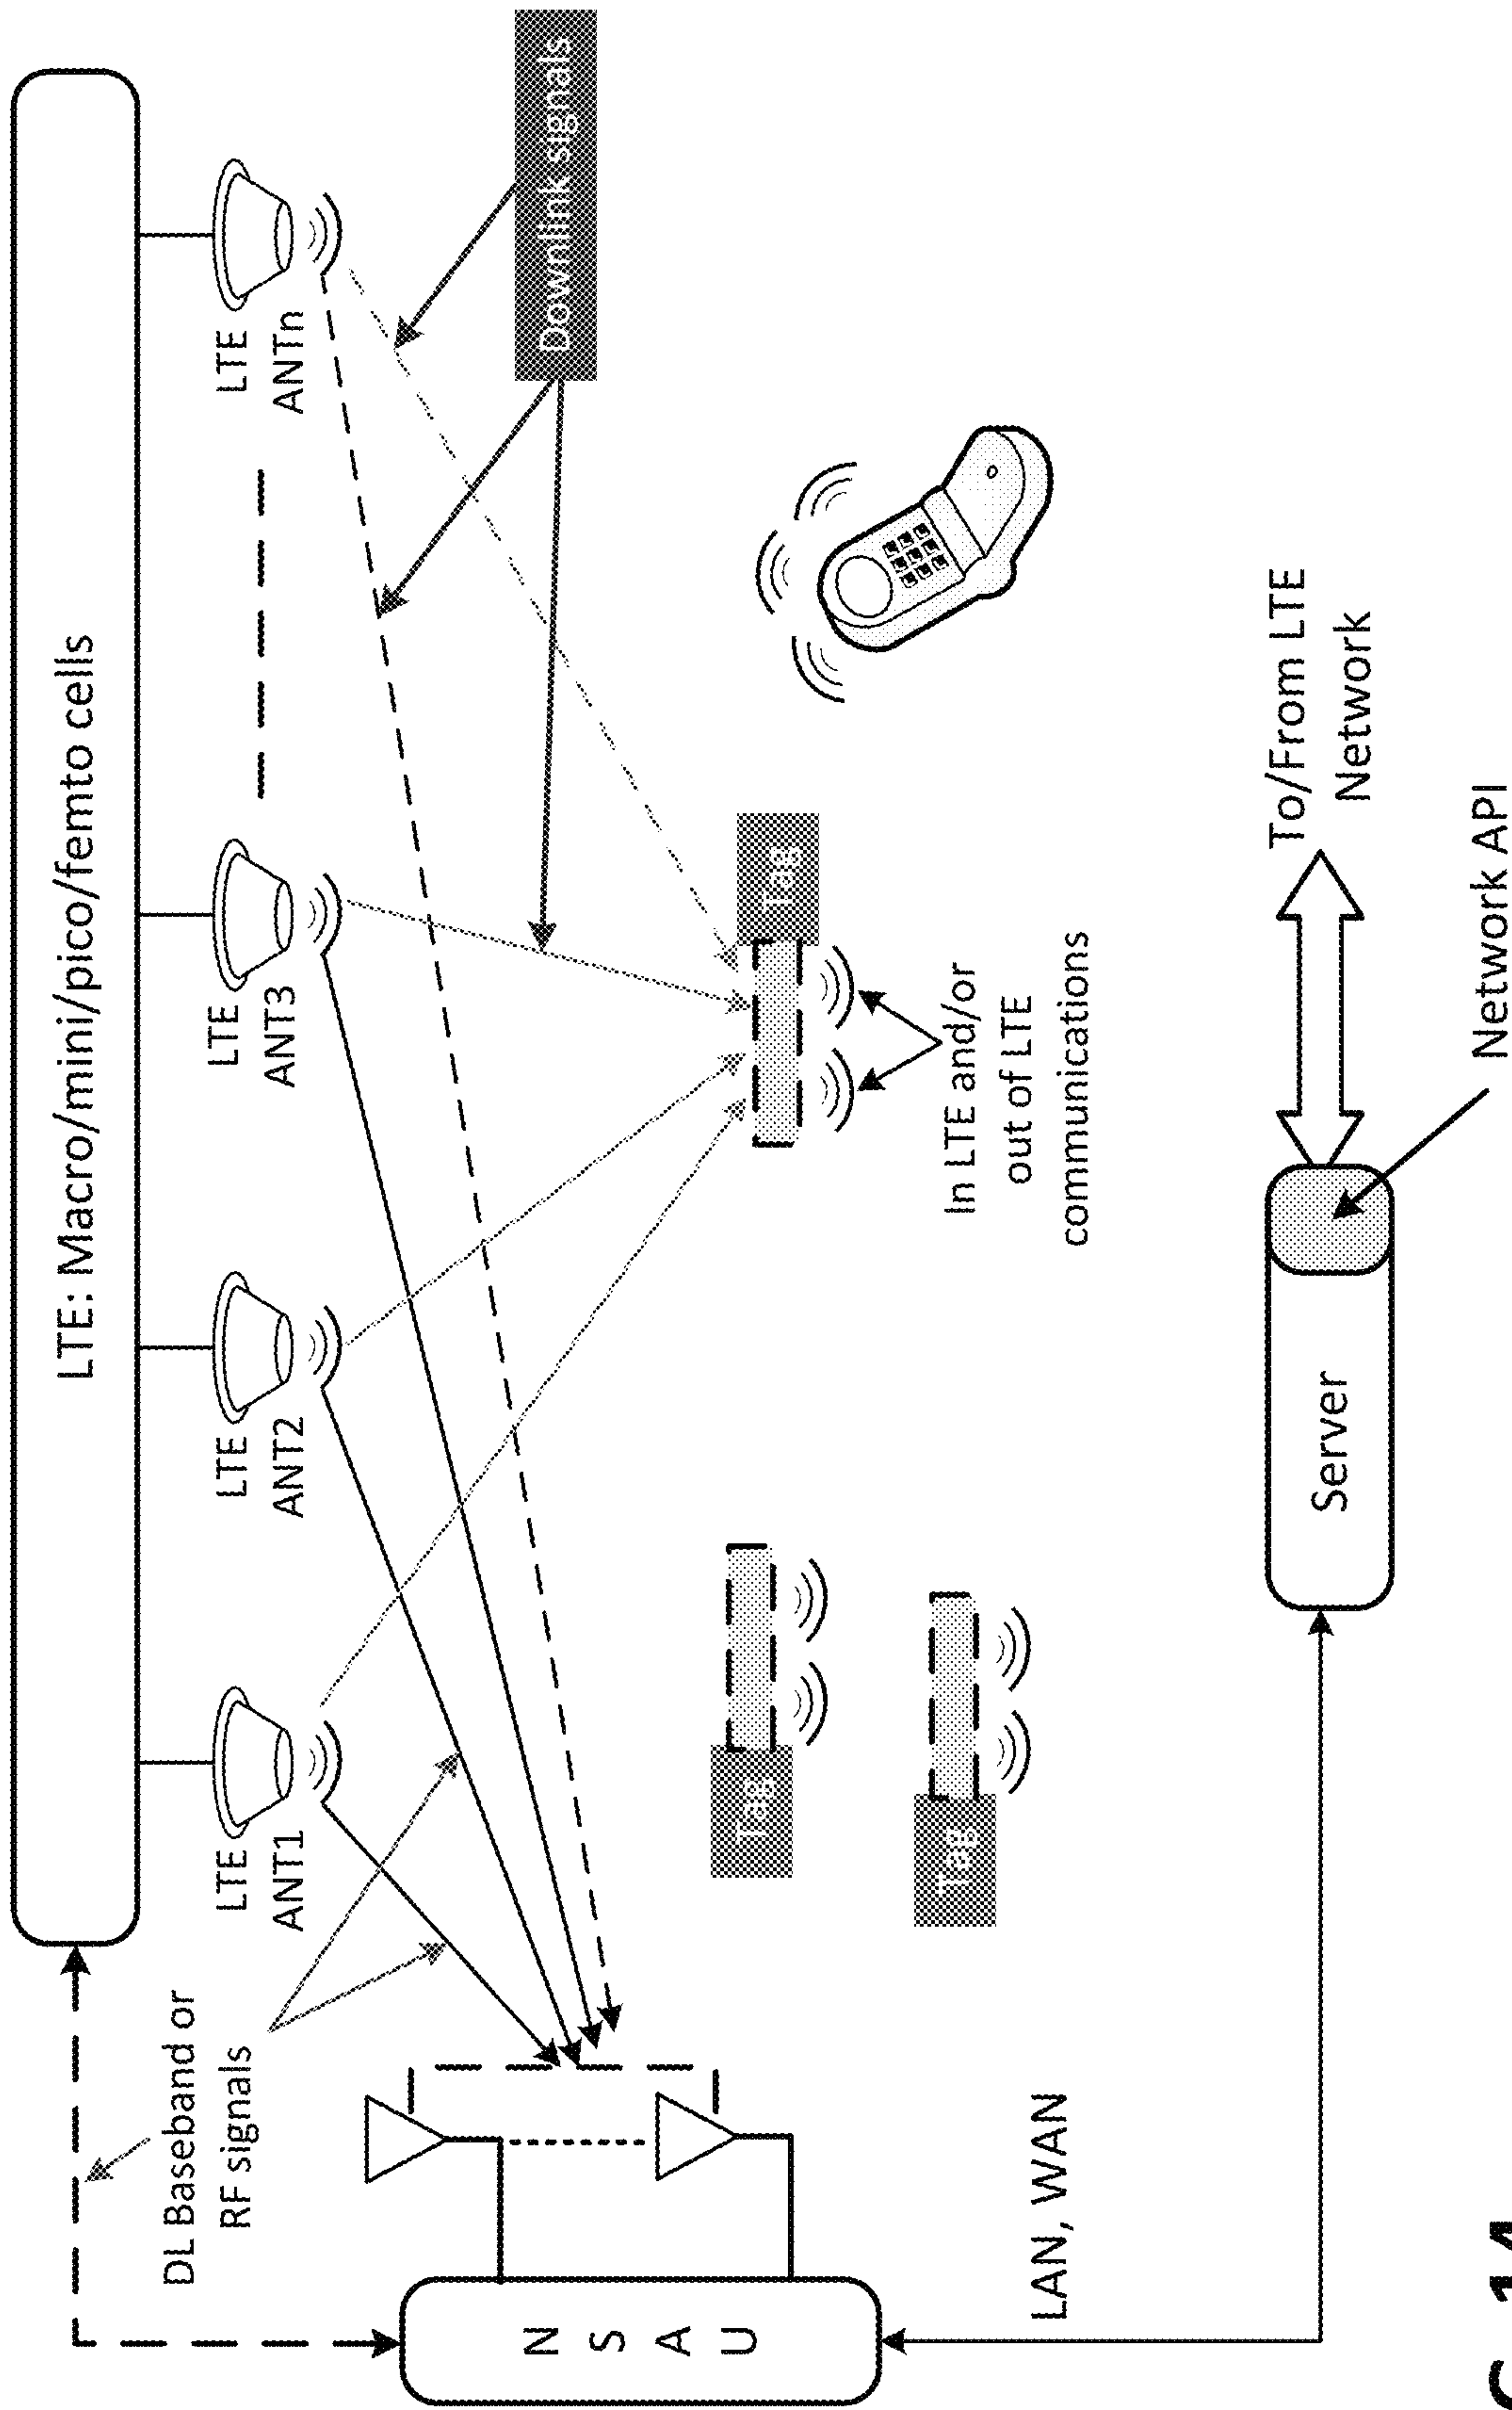 LTE: Macro/mini/pico/femto cells
DL Baseband or
RF signals
LTE
ANT1
LTE
ANT2
LTE
ANT3
LTE
ANTn
Downlink signals
N
S
A
U
Tag
Tag
Tag
In LTE and/or
out of LTE
communications
LAN, WAN
Server
To/From LTE
Network
Network API